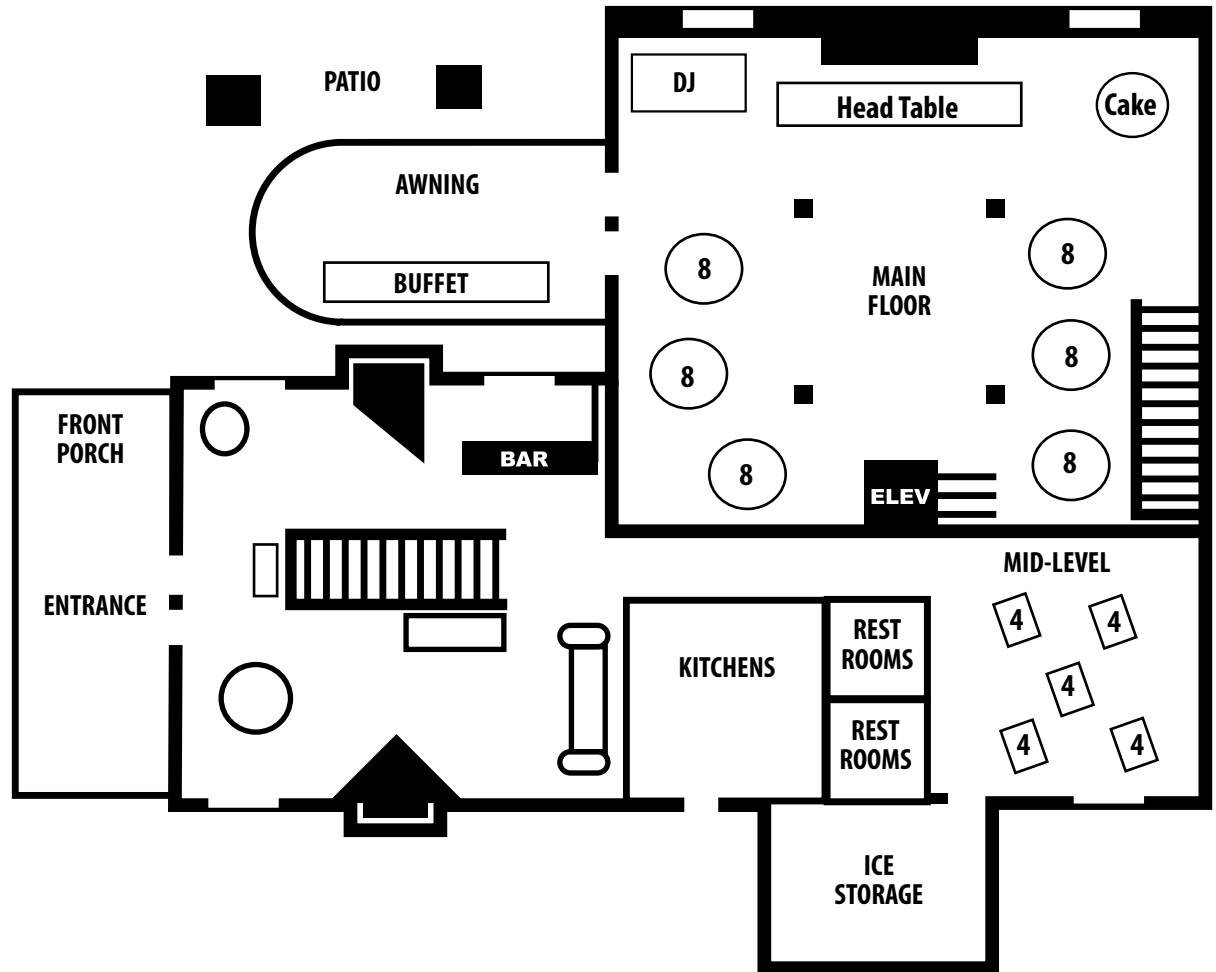 PATIO
DJ
Head Table
Cake
AWNING
BUFFET
8
8
MAIN
FLOOR
8
8
8
8
FRONT
PORCH
BAR
ELEV
ENTRANCE
MID-LEVEL
KITCHENS
REST
ROOMS
4
4
4
REST
ROOMS
4
4
ICE
STORAGE